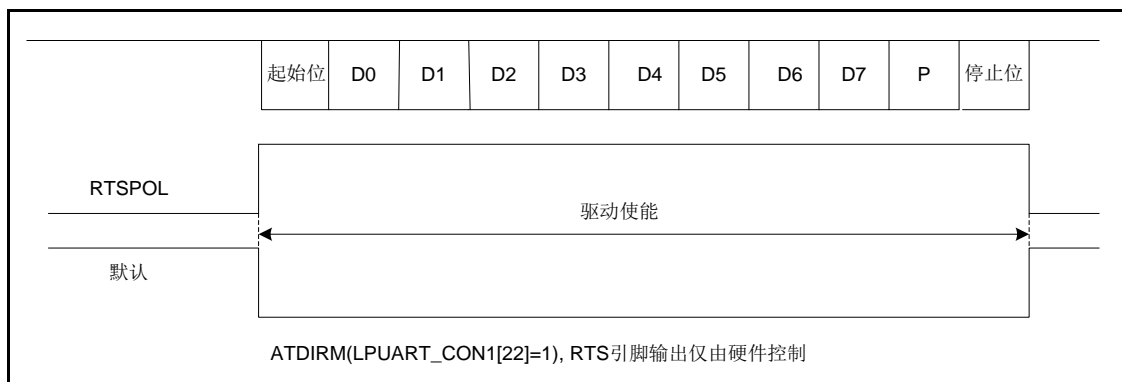 起始位 D0 D1 D2 D3 D4 D5 D6 D7 P 停止位
RTSPOL
驱动使能
默认
ATDIRM(LPUART_CON1[22]=1), RTS引脚输出仅由硬件控制